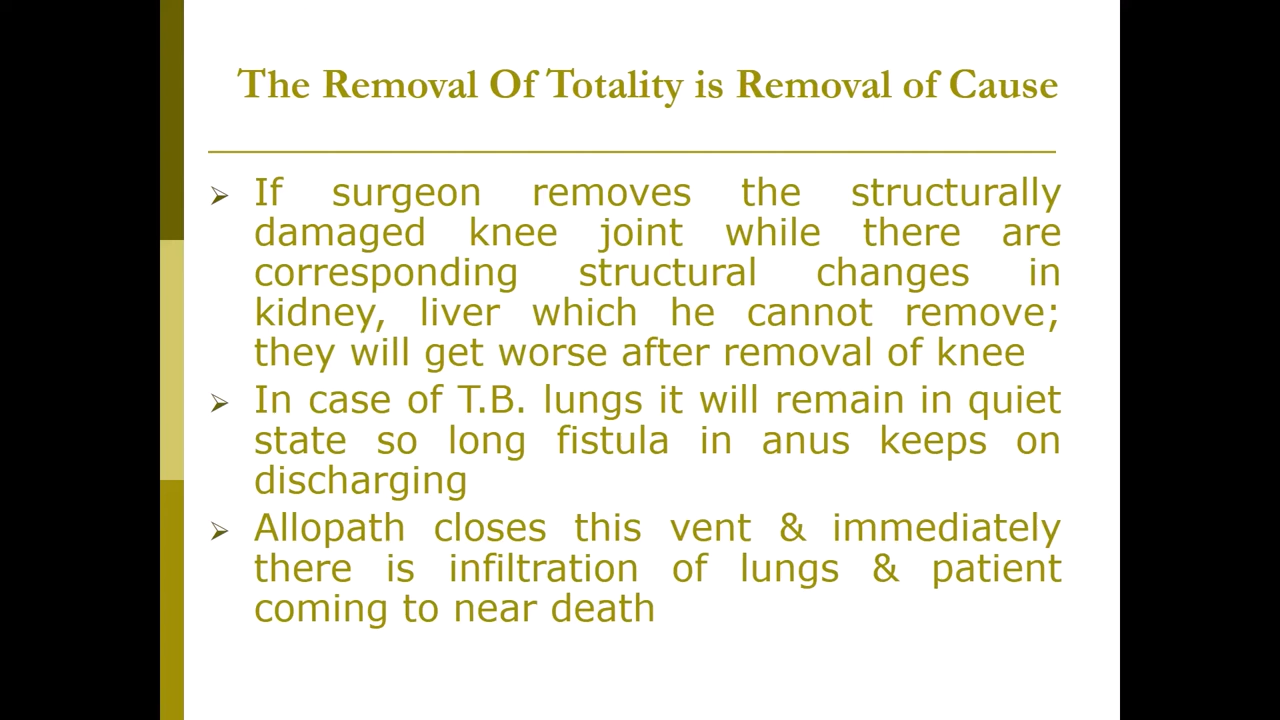 The Removal Of Totality is Removal of Cause
If surgeon removes the structurally
damaged knee joint while there are
corresponding structural changes in
kidney, liver which he cannot remove;
they will get worse after removal of knee
In case of T.B. lungs it will remain in quiet
state so long fistula in anus keeps on
discharging
Allopath closes this vent & immediately
there is infiltration of lungs & patient
coming to near death